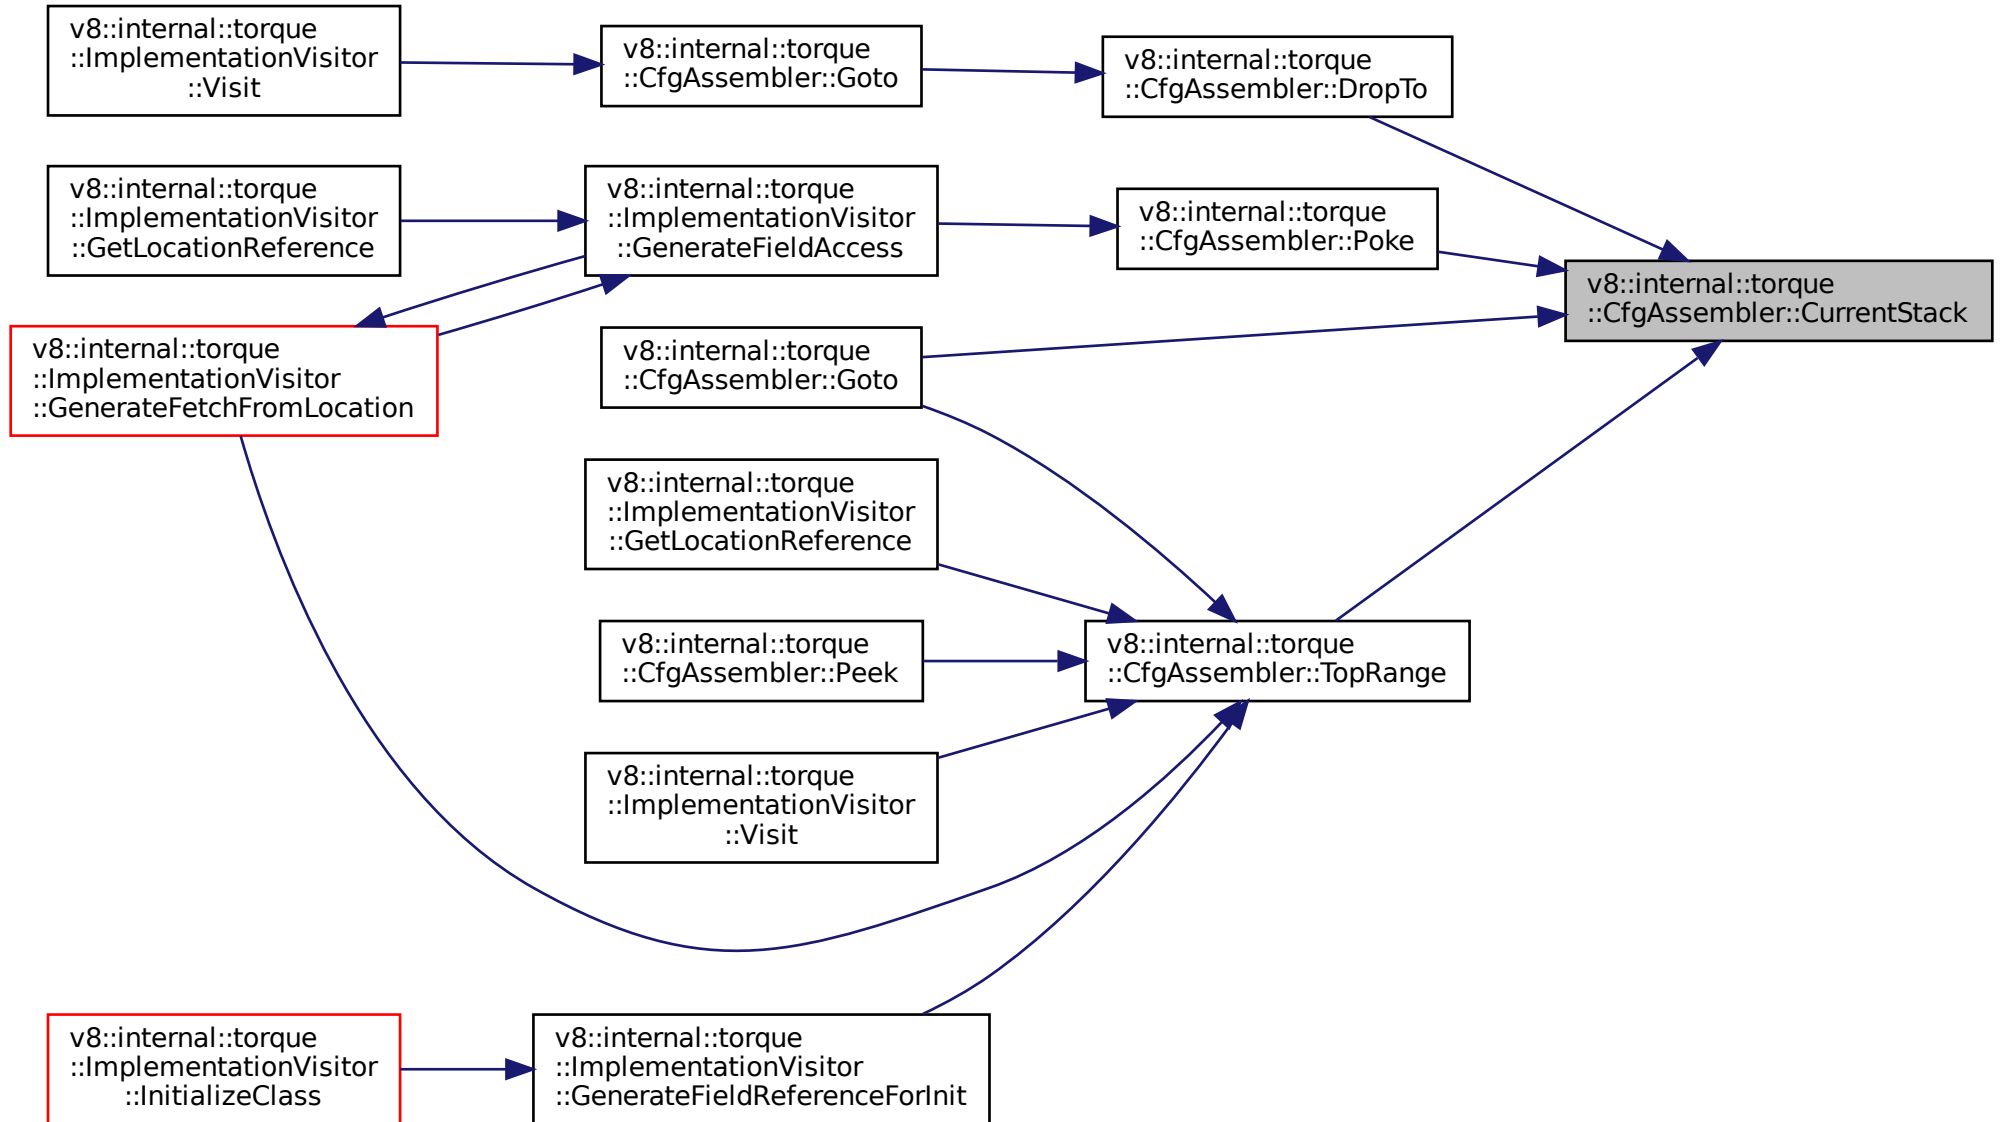 v8::internal::torque
::ImplementationVisitor
::Visit
v8::internal::torque
::CfgAssembler::Goto
v8::internal::torque
::CfgAssembler::DropTo
v8::internal::torque
::ImplementationVisitor
::GetLocationReference
v8::internal::torque
::ImplementationVisitor
::GenerateFieldAccess
v8::internal::torque
::CfgAssembler::Poke
v8::internal::torque
::CfgAssembler::CurrentStack
v8::internal::torque
::ImplementationVisitor
::GenerateFetchFromLocation
v8::internal::torque
::CfgAssembler::Goto
v8::internal::torque
::ImplementationVisitor
::GetLocationReference
v8::internal::torque
::CfgAssembler::Peek
v8::internal::torque
::CfgAssembler::TopRange
v8::internal::torque
::ImplementationVisitor
::Visit
v8::internal::torque
::ImplementationVisitor
::InitializeClass
v8::internal::torque
::ImplementationVisitor
::GenerateFieldReferenceForInit